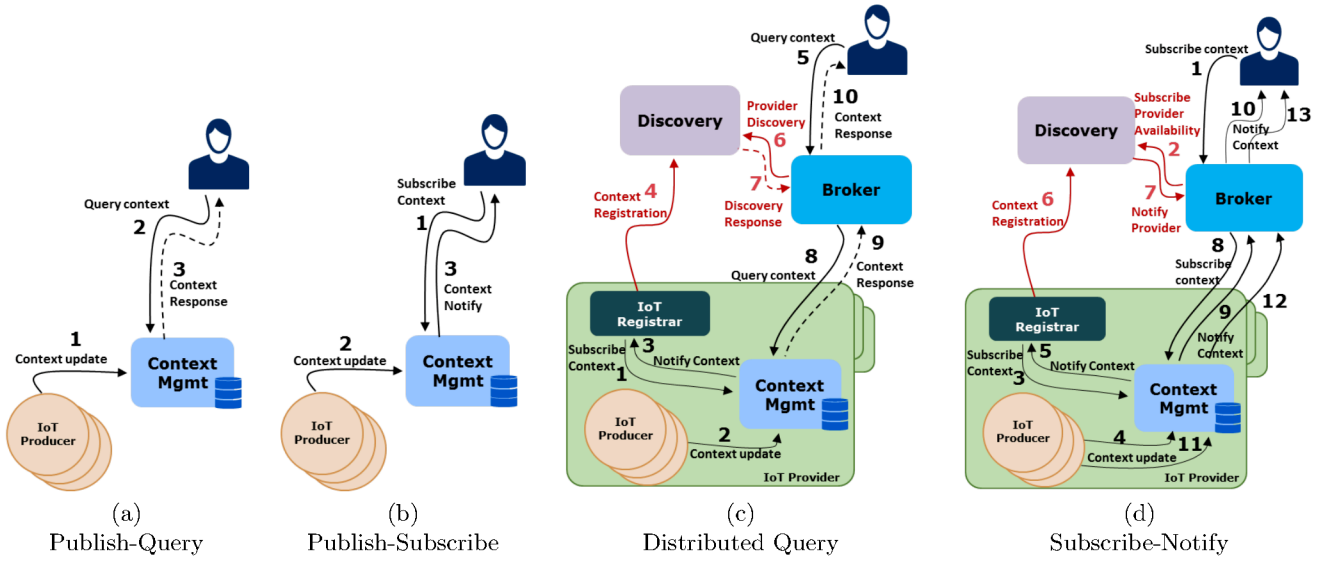 Query context
2
3
Context
Response
1
Context update
Context
Mgmt
IoT
Producer
(a)
Publish-Query
Subscribe
Context
1
3
Context
Notify
2
Context update
Context
Mgmt
IoT
Producer
(b)
Publish-Subscribe
Query context
5
10
Context
Response
Discovery
Provider
Discovery
6
7
Discovery
Response
Broker
Context
Registration
4
8
Query context
9
Context
Response
IoT
Registrar
Subscribe
Context
1
3
Notify Context
Context
Mgmt
IoT
Producer
2
Context update
IoT Provider
(c)
Distributed Query
Subscribe context
1
10
Notify
Context
13
Discovery
Subscribe
Provider
Availability
2
7
Notify
Provider
Broker
Context
Registration
6
8
Subscribe
context
9
12
Notify
Context
IoT
Registrar
Subscribe
Context
3
5
Notify Context
Context
Mgmt
IoT
Producer
4
Context update
11
IoT Provider
(d)
Subscribe-Notify